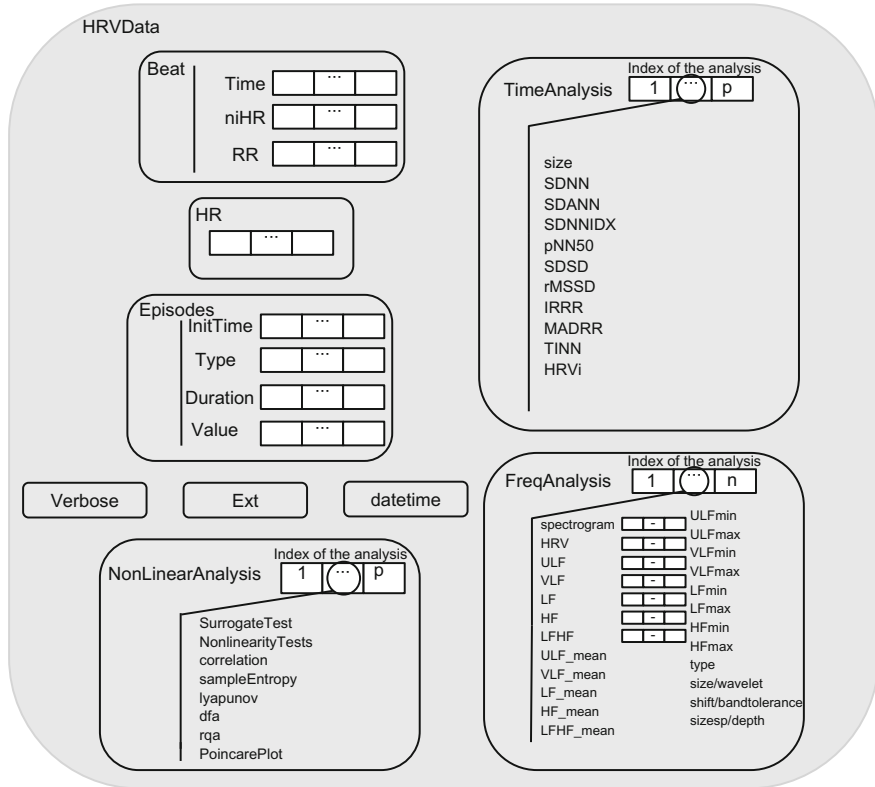 HRVData
Beat
Time ...
niHR ...
RR ...
HR
...
Episodes
InitTime ...
Type ...
Duration ...
Value ...
Verbose
Ext
datetime
NonLinearAnalysis
Index of the analysis
1 ... p
SurrogateTest
NonlinearityTests
correlation
sampleEntropy
lyapunov
dfa
rqa
PoincarePlot
TimeAnalysis
Index of the analysis
1 ... p
size
SDNN
SDANN
SDNNIDX
pNN50
SDSD
rMSSD
IRRR
MADRR
TINN
HRVi
FreqAnalysis
Index of the analysis
1 ... n
spectrogram -
HRV -
ULF -
VLF -
LF -
HF -
LFHF -
ULF_mean
VLF_mean
LF_mean
HF_mean
LFHF_mean
ULFmin
ULFmax
VLFmin
VLFmax
LFmin
LFmax
HFmin
HFmax
type
size/wavelet
shift/bandtolerance
sizesp/depth